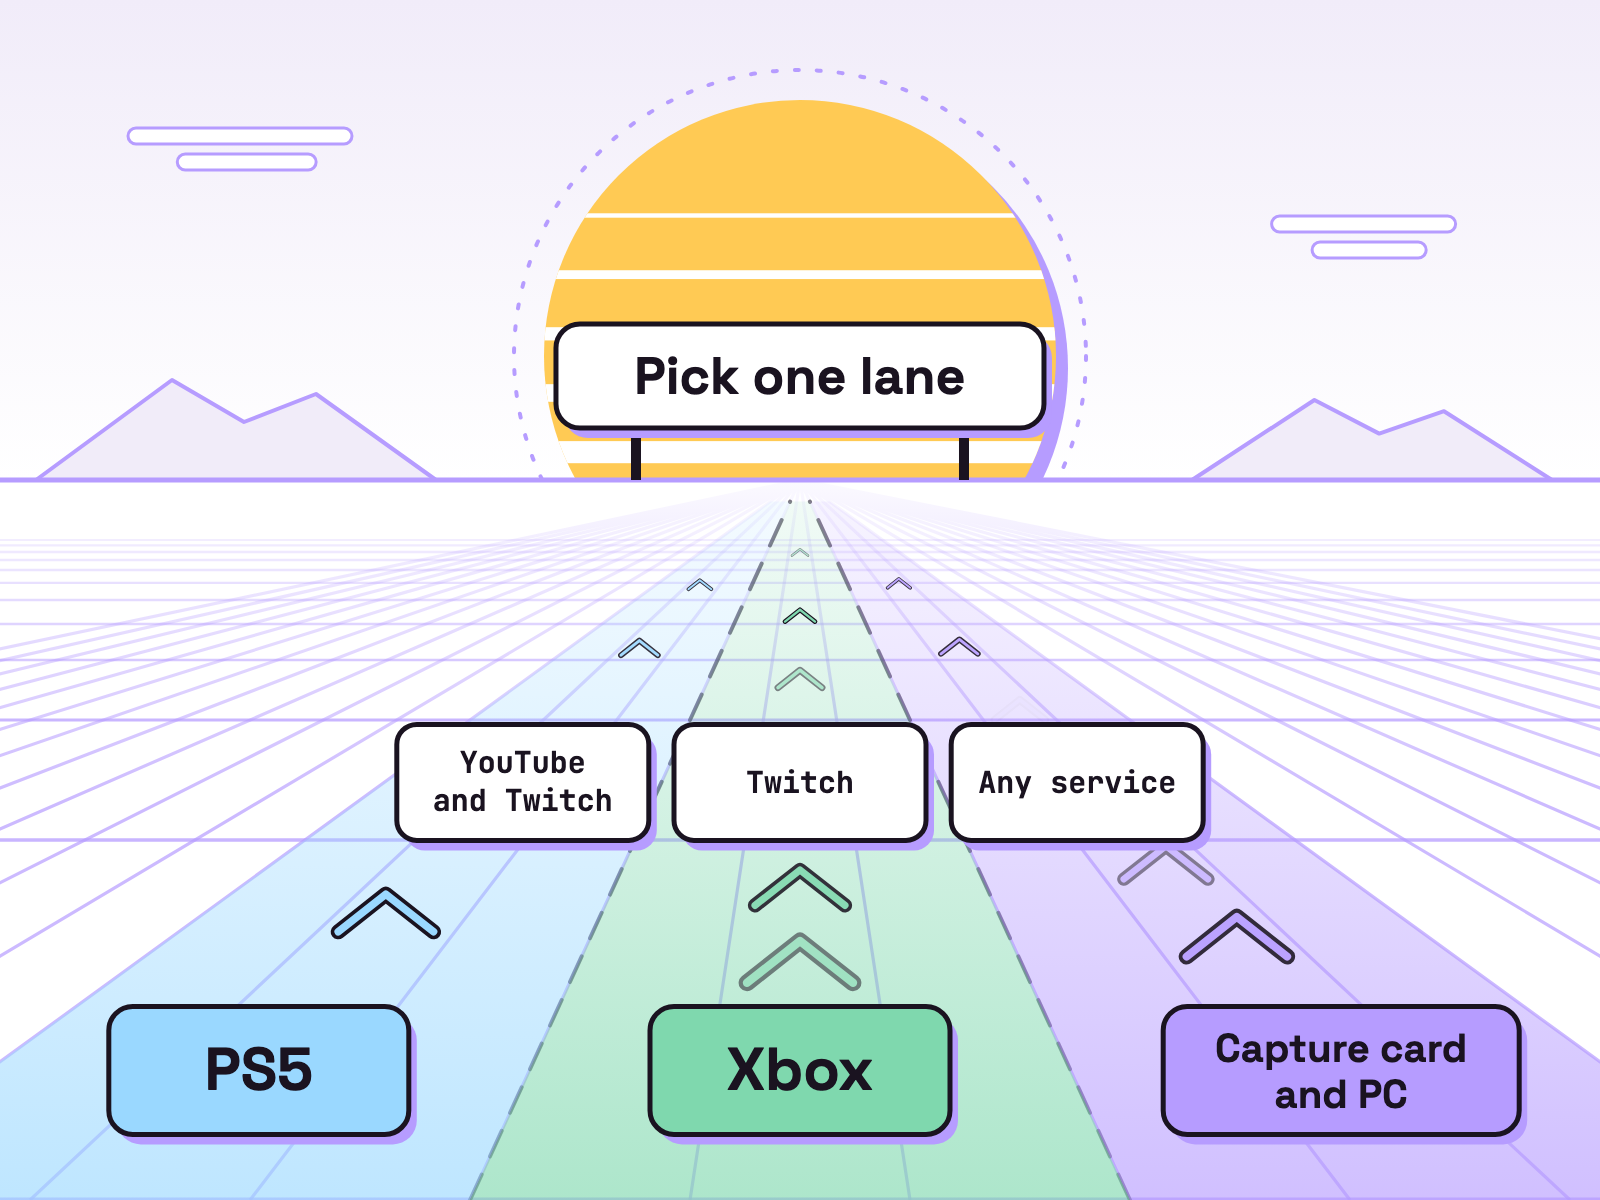 Pick one lane
YouTube
and Twitch
Twitch
Any service
PS5
Xbox
Capture card
and PC